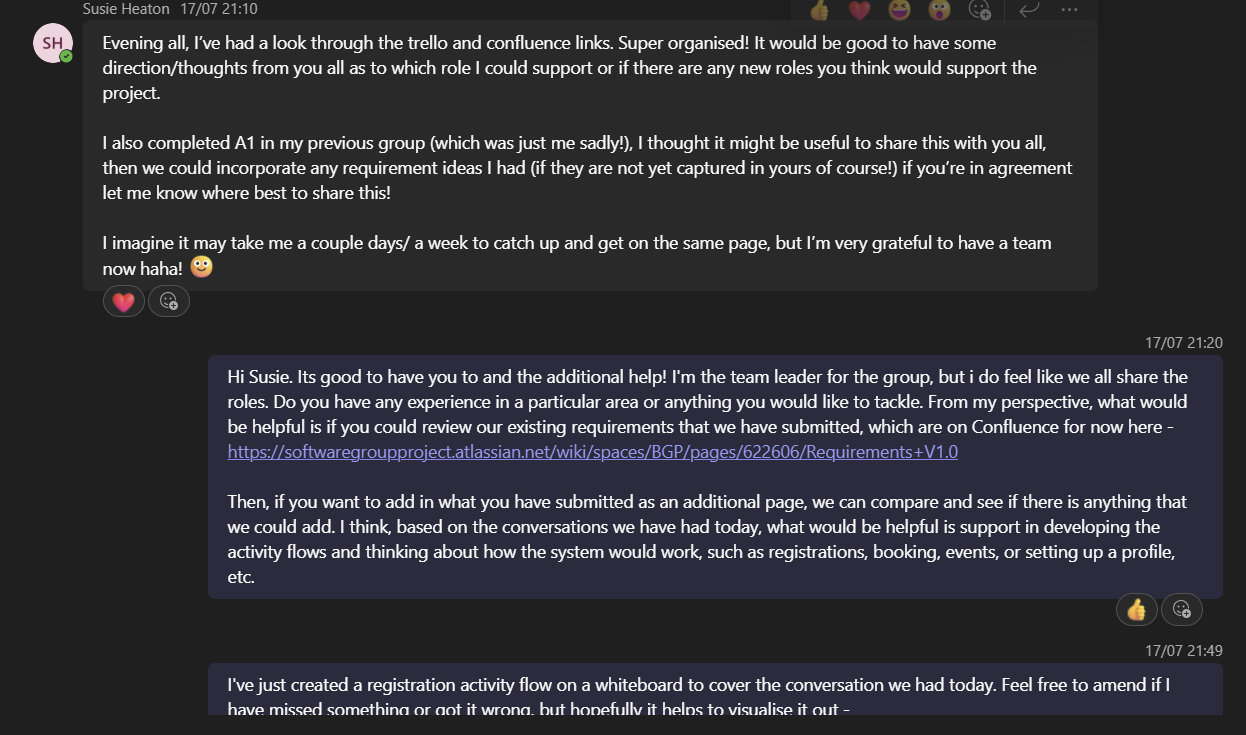 Susie Heaton 17/07 21:10
SH
Evening all, I’ve had a look through the trello and confluence links. Super organised! It would be good to have some
direction/thoughts from you all as to which role I could support or if there are any new roles you think would support the
project.
I also completed A1 in my previous group (which was just me sadly!), I thought it might be useful to share this with you all,
then we could incorporate any requirement ideas I had (if they are not yet captured in yours of course!) if you’re in agreement
let me know where best to share this!
I imagine it may take me a couple days/ a week to catch up and get on the same page, but I’m very grateful to have a team
now haha!
17/07 21:20
Hi Susie. Its good to have you to and the additional help! I'm the team leader for the group, but i do feel like we all share the
roles. Do you have any experience in a particular area or anything you would like to tackle. From my perspective, what would
be helpful is if you could review our existing requirements that we have submitted, which are on Confluence for now here -
https://softwaregroupproject.atlassian.net/wiki/spaces/BGP/pages/622606/Requirements+V1.0
Then, if you want to add in what you have submitted as an additional page, we can compare and see if there is anything that
we could add. I think, based on the conversations we have had today, what would be helpful is support in developing the
activity flows and thinking about how the system would work, such as registrations, booking, events, or setting up a profile,
etc.
17/07 21:49
I've just created a registration activity flow on a whiteboard to cover the conversation we had today. Feel free to amend if I
have missed something or got it wrong, but hopefully it helps to visualise it out -